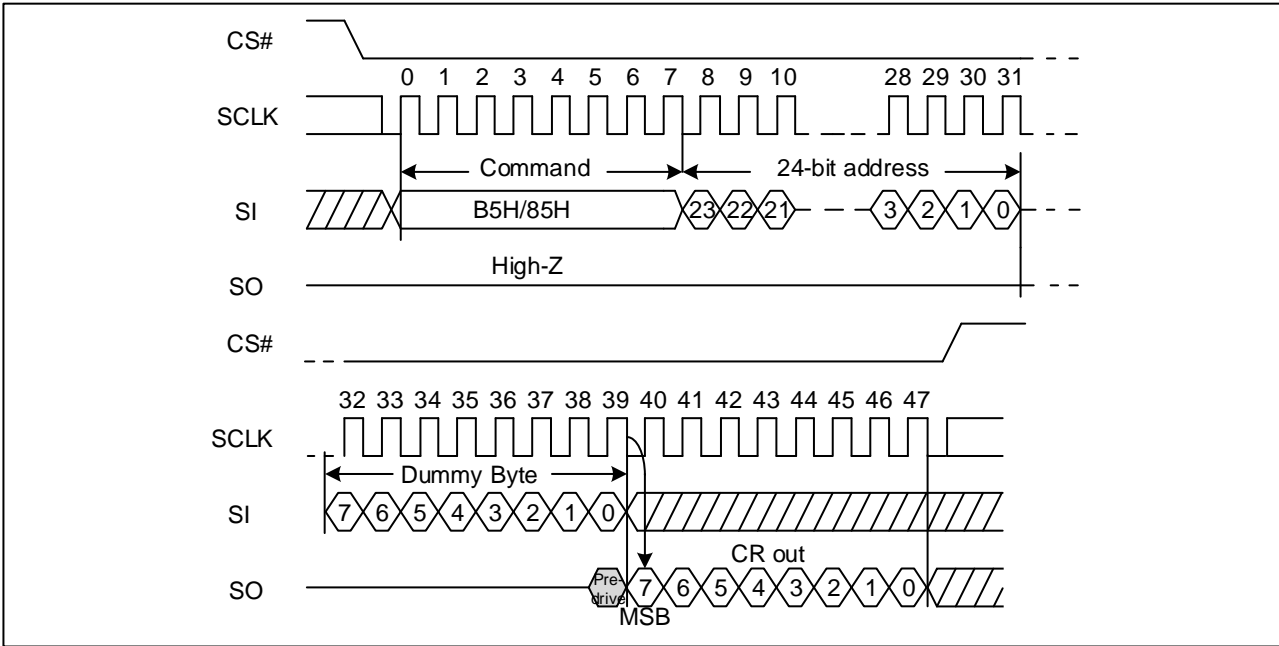 CS#
0 1 2 3 4 5 6 7 8 9 10 28 29 30 31
SCLK
Command 24-bit address
SI B5H/85H 23 22 21 3 2 1 0
High-Z
SO
CS#
32 33 34 35 36 37 38 39 40 41 42 43 44 45 46 47
SCLK
Dummy Byte
SI 7 6 5 4 3 2 1 0
CR out
SO Pre- 7 6 5 4 3 2 1 0
drive
MSB